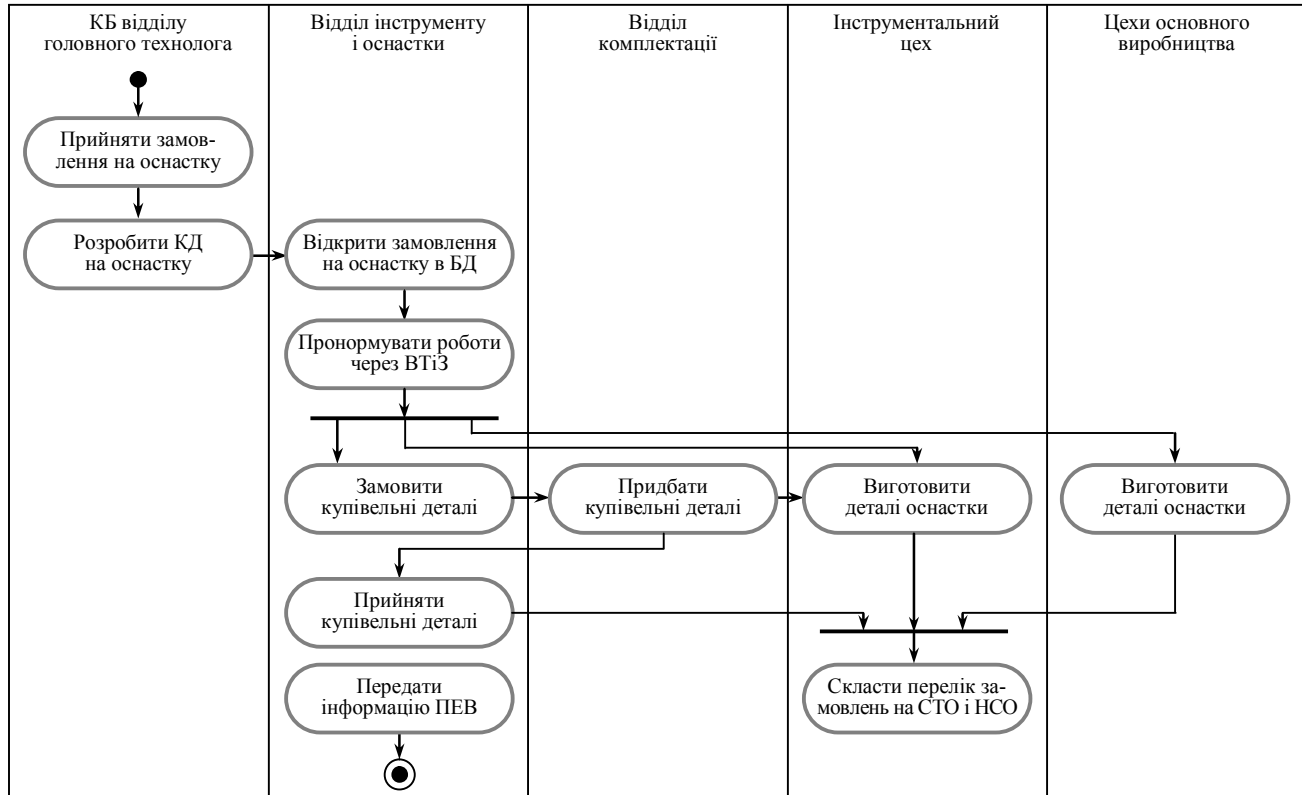 КБ відділу
головного технолога
Відділ інструменту
і оснастки
Відділ
комплектації
Інструментальний
цех
Цехи основного
виробництва
Прийняти замов-
лення на оснастку
Розробити КД
на оснастку
Відкрити замовлення
на оснастку в БД
Пронормувати роботи
через ВТіЗ
Замовити
купівельні деталі
Придбати
купівельні деталі
Виготовити
деталі оснастки
Виготовити
деталі оснастки
Прийняти
купівельні деталі
Передати
інформацію ПЕВ
Скласти перелік за-
мовлень на СТО і НСО